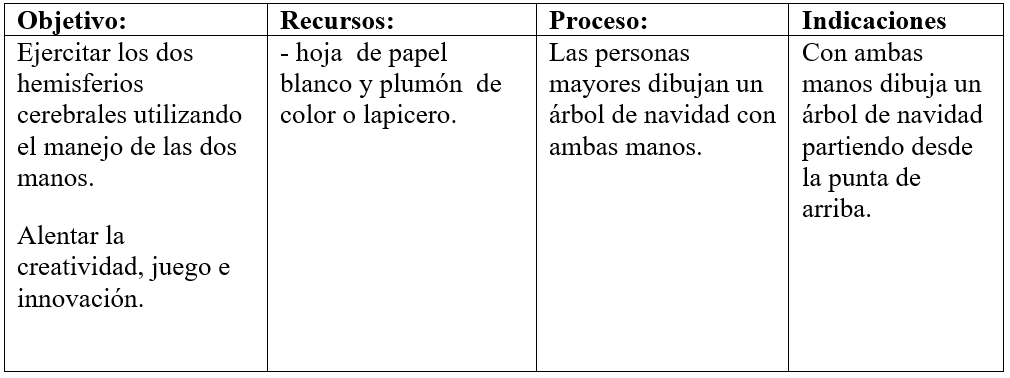 Objetivo:
Ejercitar los dos
hemisferios
cerebrales utilizando
el manejo de las dos
manos.
Alentar la
creatividad, juego e
innovación.
Recursos:
- hoja  de papel
blanco y plumón  de
color o lapicero.
Proceso:
Las personas
mayores dibujan un
árbol de navidad con
ambas manos.
Indicaciones
Con ambas
manos dibuja un
árbol de navidad
partiendo desde
la punta de
arriba.